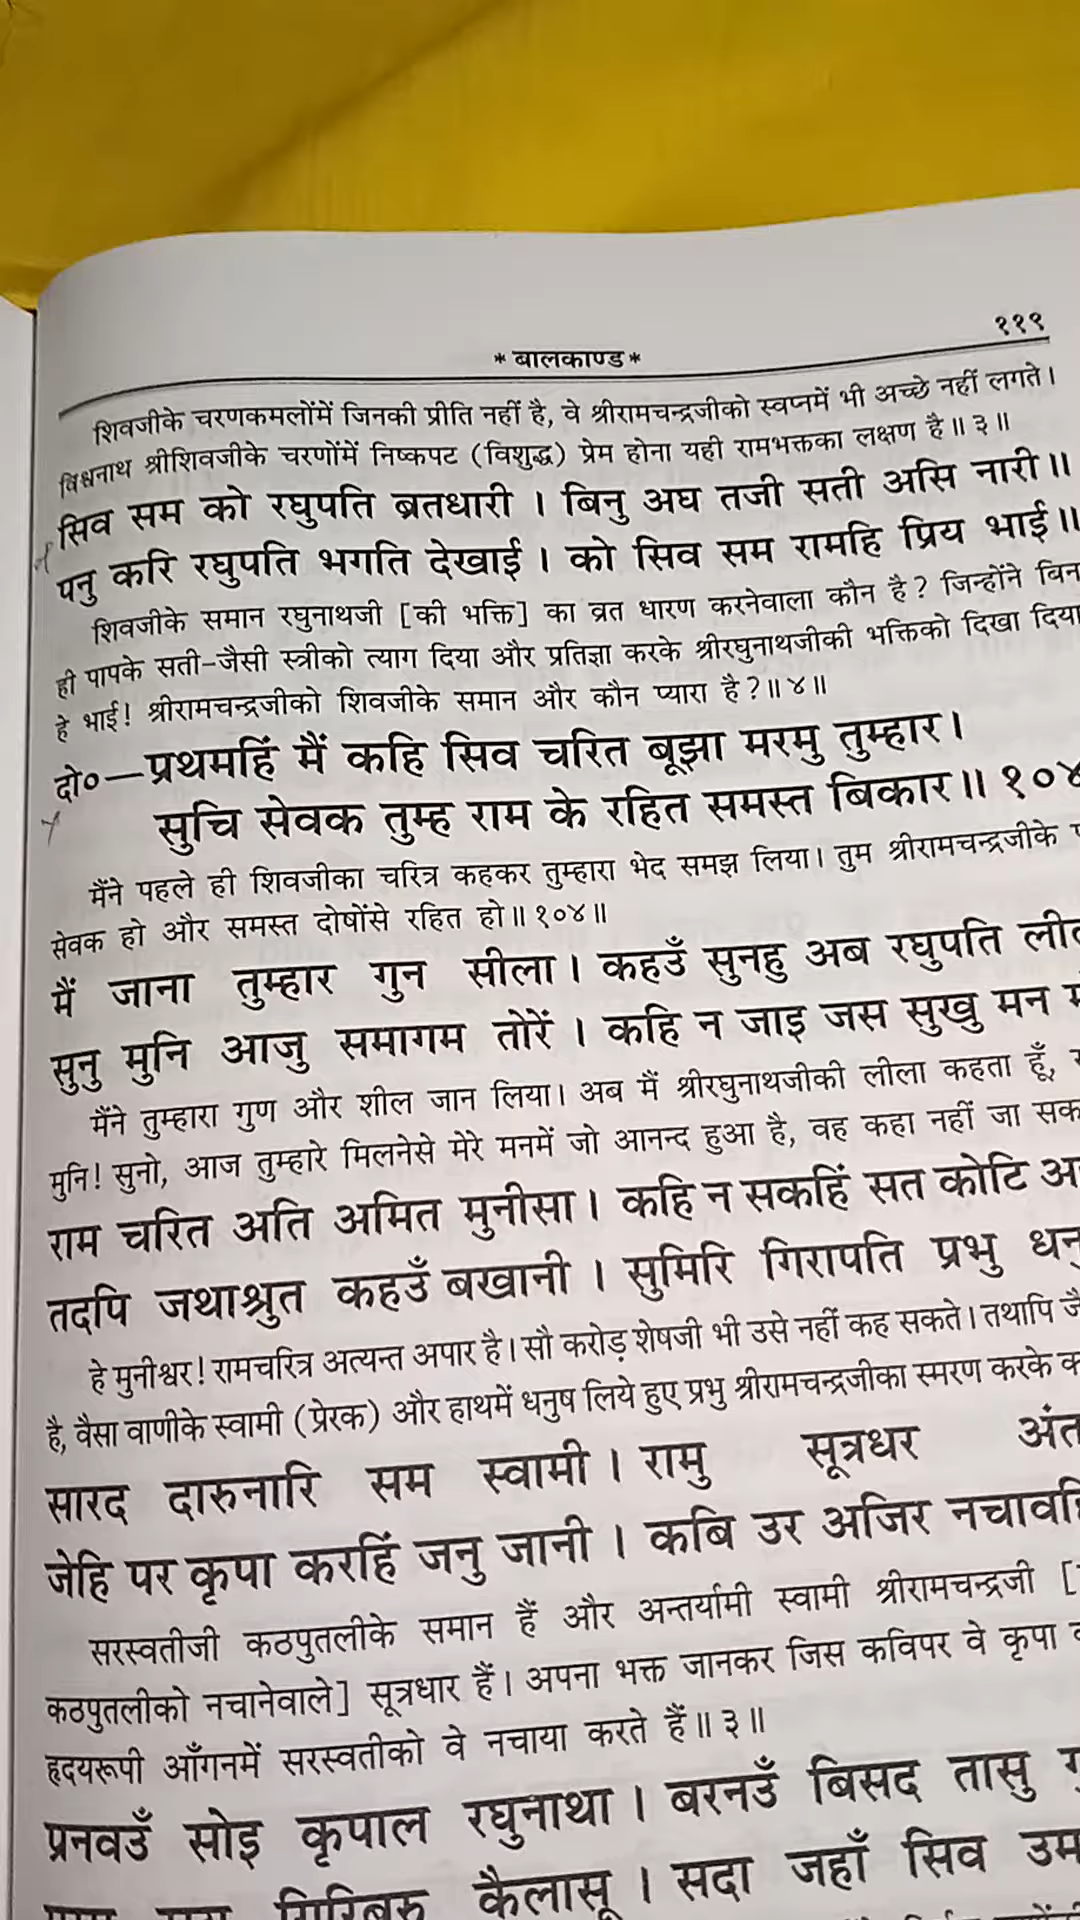 ११९
* बालकाण्ड *
शिवजीके चरणकमलोंमें जिनकी प्रीति नहीं है, वे श्रीरामचन्द्रजीको स्वप्नमें भी अच्छे नहीं लगते।
विश्वनाथ श्रीशिवजीके चरणोंमें निष्कपट (विशुद्ध) प्रेम होना यही रामभक्तका लक्षण है॥ ३॥
सिव सम को रघुपति ब्रतधारी । बिनु अघ तजी सती असि नारी॥
पनु करि रघुपति भगति देखाई । को सिव सम रामहि प्रिय भाई॥
शिवजीके समान रघुनाथजी [की भक्ति] का व्रत धारण करनेवाला कौन है? जिन्होंने बिन
ही पापके सती-जैसी स्त्रीको त्याग दिया और प्रतिज्ञा करके श्रीरघुनाथजीकी भक्तिको दिखा दिया
हे भाई! श्रीरामचन्द्रजीको शिवजीके समान और कौन प्यारा है?॥ ४॥
दो०—प्रथमहिं मैं कहि सिव चरित बूझा मरमु तुम्हार।
सुचि सेवक तुम्ह राम के रहित समस्त बिकार॥ १०४
मैंने पहले ही शिवजीका चरित्र कहकर तुम्हारा भेद समझ लिया। तुम श्रीरामचन्द्रजीके
सेवक हो और समस्त दोषोंसे रहित हो॥ १०४॥
मैं जाना तुम्हार गुन सीला। कहउँ सुनहु अब रघुपति
सुनु मुनि आजु समागम तोरें । कहि न जाइ जस सुखु मन
मैंने तुम्हारा गुण और शील जान लिया। अब मैं श्रीरघुनाथजीकी लीला कहता हूँ,
मुनि! सुनो, आज तुम्हारे मिलनेसे मेरे मनमें जो आनन्द हुआ है, वह कहा नहीं जा सक
राम चरित अति अमित मुनीसा। कहि न सकहिं सत कोटि
तदपि जथाश्रुत कहउँ बखानी । सुमिरि गिरापति प्रभु
हे मुनीश्वर! रामचरित्र अत्यन्त अपार है। सौ करोड़ शेषजी भी उसे नहीं कह सकते। तथापि
है, वैसा वाणीके स्वामी (प्रेरक) और हाथमें धनुष लिये हुए प्रभु श्रीरामचन्द्रजीका स्मरण करके
सारद दारुनारि सम स्वामी । रामु सूत्रधर
जेहि पर कृपा करहिं जनु जानी । कबि उर अजिर
सरस्वतीजी कठपुतलीके समान हैं और अन्तर्यामी स्वामी श्रीरामचन्द्रजी [
कठपुतलीको नचानेवाले] सूत्रधार हैं। अपना भक्त जानकर जिस कविपर वे कृपा
हृदयरूपी आँगनमें सरस्वतीको वे नचाया करते हैं॥ ३॥
प्रनवउँ सोइ कृपाल रघुनाथा । बरनउँ बिसद तासु
कैलासू । सदा जहाँ सिव